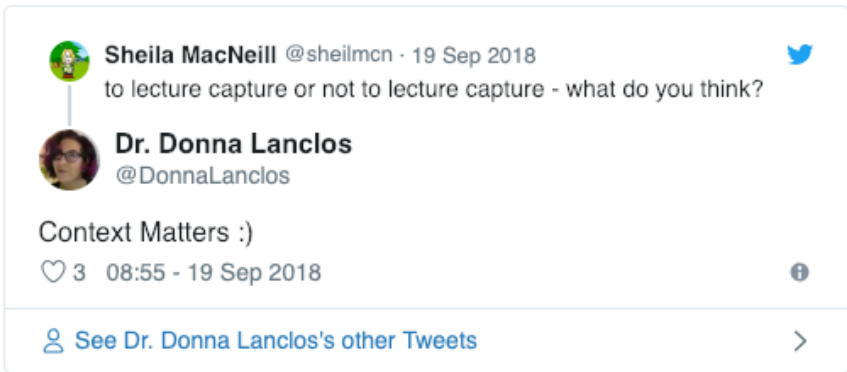 Sheila MacNeill @sheilmcn · 19 Sep 2018
to lecture capture or not to lecture capture - what do you think?
Dr. Donna Lanclos
@DonnaLanclos
Context Matters :)
3 08:55 - 19 Sep 2018
See Dr. Donna Lanclos's other Tweets